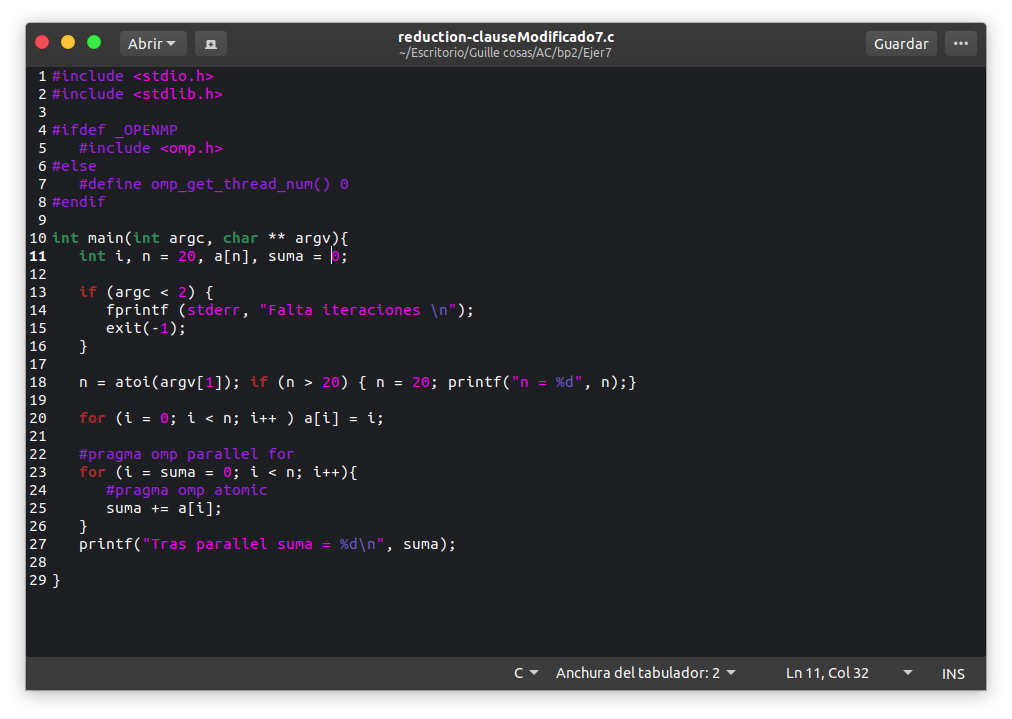 Abrir
reduction-clauseModificado7.c
~/Escritorio/Guille cosas/AC/bp2/Ejer7
Guardar
1 #include <stdio.h>
2 #include <stdlib.h>
3
4 #ifdef _OPENMP
5    #include <omp.h>
6 #else
7    #define omp_get_thread_num() 0
8 #endif
9
10 int main(int argc, char ** argv){
11    int i, n = 20, a[n], suma = 0;
12
13    if (argc < 2) {
14       fprintf (stderr, "Falta iteraciones \n");
15       exit(-1);
16    }
17
18    n = atoi(argv[1]); if (n > 20) { n = 20; printf("n = %d", n);}
19
20    for (i = 0; i < n; i++ ) a[i] = i;
21
22    #pragma omp parallel for
23    for (i = suma = 0; i < n; i++){
24       #pragma omp atomic
25       suma += a[i];
26    }
27    printf("Tras parallel suma = %d\n", suma);
28
29 }
C Anchura del tabulador: 2 Ln 11, Col 32 INS